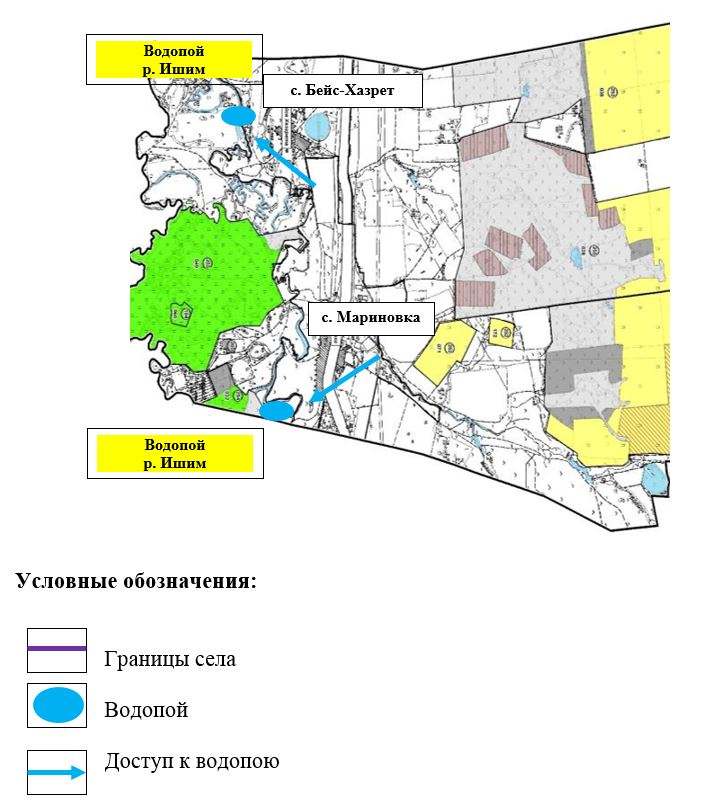 Водопой
р. Ишим
с. Бейс-Хазрет
с. Мариновка
Водопой
р. Ишим
Условные обозначения:
Границы села
Водопой
Доступ к водопою